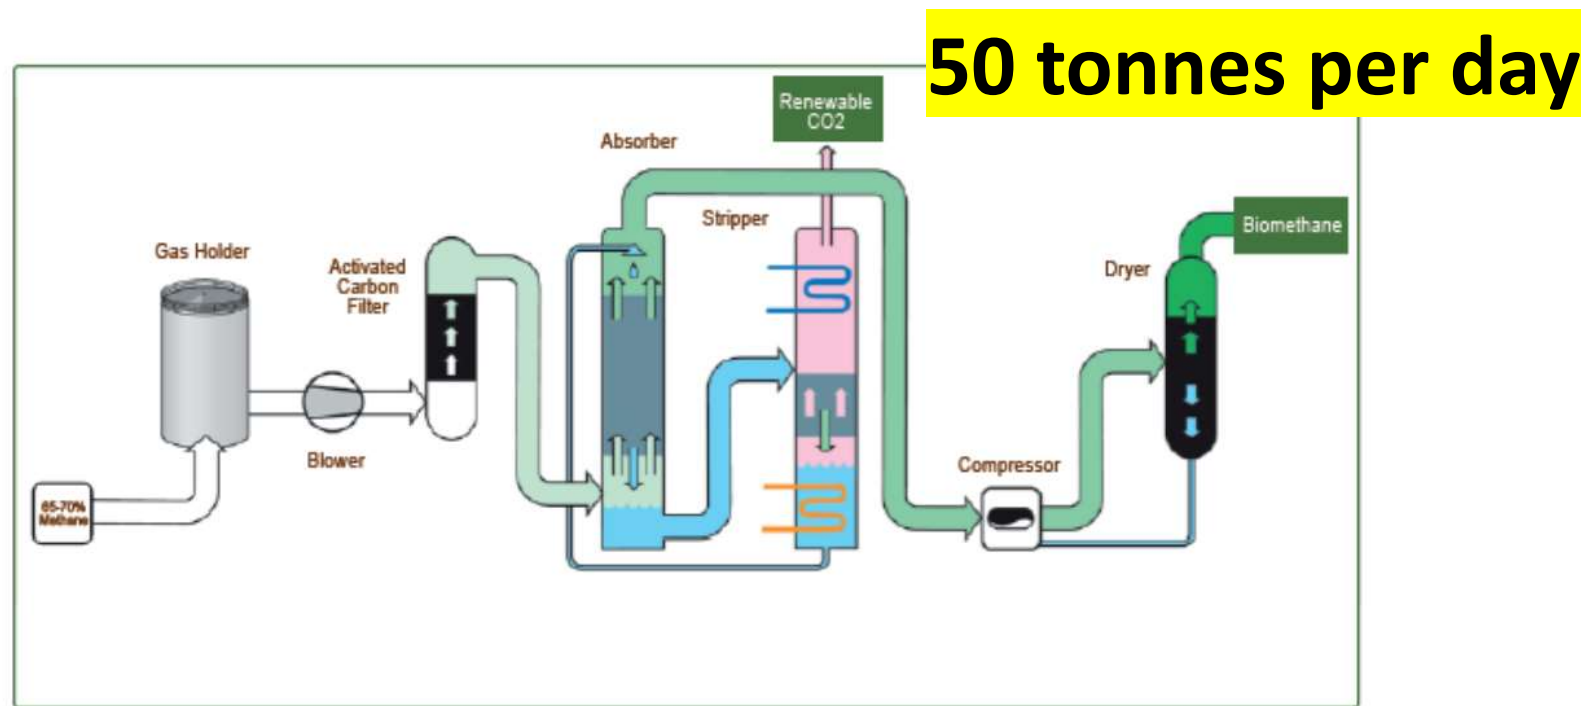 50 tonnes per day
Renewable
CO2
Absorber
Stripper
Gas Holder
Activated
Carbon
Filter
Biomethane
Dryer
Blower
Compressor
65-70%
Methane